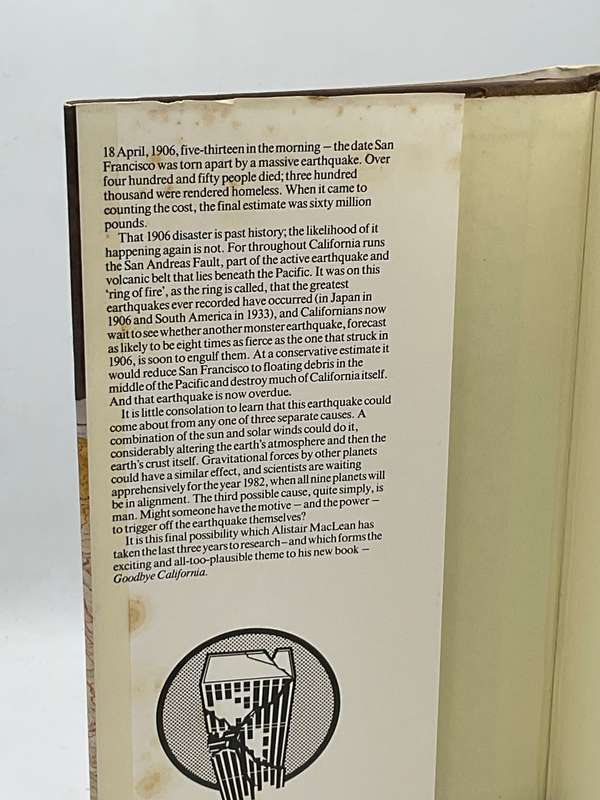 18 April, 1906, five-thirteen in the morning – the date San
Francisco was torn apart by a massive earthquake. Over
four hundred and fifty people died; three hundred
thousand were rendered homeless. When it came to
counting the cost, the final estimate was sixty million
pounds.
That 1906 disaster is past history; the likelihood of it
happening again is not. For throughout California runs
the San Andreas Fault, part of the active earthquake and
volcanic belt that lies beneath the Pacific. It was on this
'ring of fire', as the ring is called, that the greatest
earthquakes ever recorded have occurred (in Japan in
1906 and South America in 1933), and Californians now
wait to see whether another monster earthquake, forecast
as likely to be eight times as fierce as the one that struck in
1906, is soon to engulf them. At a conservative estimate it
would reduce San Francisco to floating debris in the
middle of the Pacific and destroy much of California itself.
And that earthquake is now overdue.
It is little consolation to learn that this earthquake could
come about from any one of three separate causes. A
combination of the sun and solar winds could do it,
considerably altering the earth's atmosphere and then the
earth's crust itself. Gravitational forces by other planets
could have a similar effect, and scientists are waiting
apprehensively for the year 1982, when all nine planets will
be in alignment. The third possible cause, quite simply, is
man. Might someone have the motive – and the power –
to trigger off the earthquake themselves?
It is this final possibility which Alistair MacLean has
taken the last three years to research – and which forms the
exciting and all-too-plausible theme to his new book –
Goodbye California.